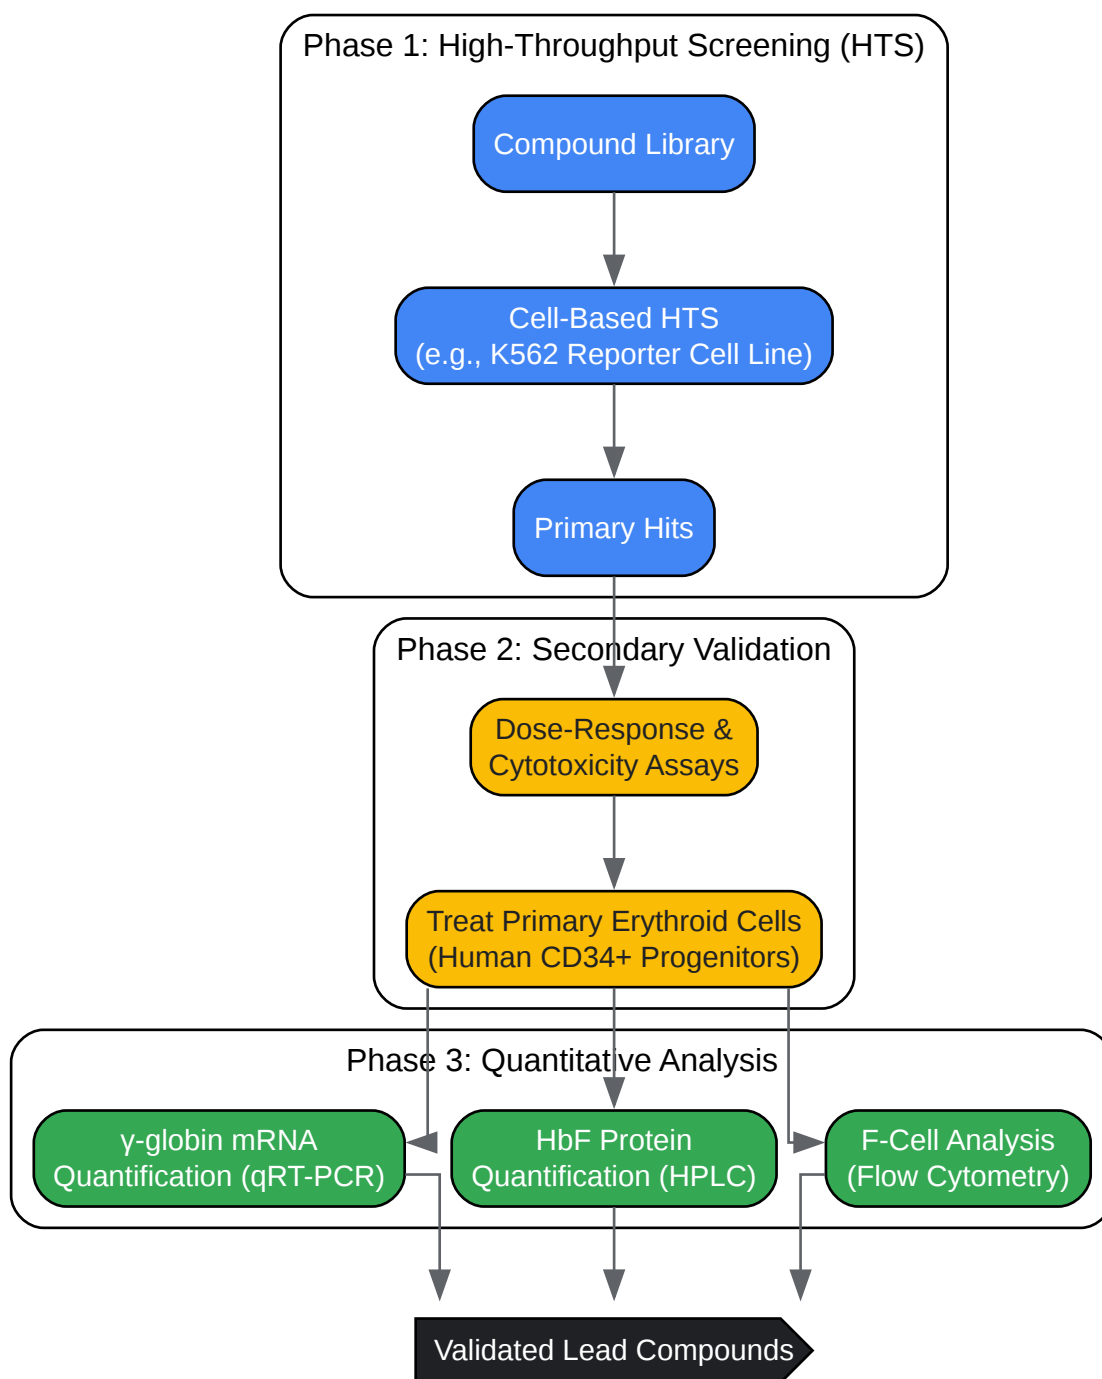 Phase 1: High-Throughput Screening (HTS)
Compound Library
Cell-Based HTS
(e.g., K562 Reporter Cell Line)
Primary Hits
Phase 2: Secondary Validation
Dose-Response &
Cytotoxicity Assays
Treat Primary Erythroid Cells
(Human CD34+ Progenitors)
Phase 3: Quantitative Analysis
γ-globin mRNA
Quantification (qRT-PCR)
HbF Protein
Quantification (HPLC)
F-Cell Analysis
(Flow Cytometry)
Validated Lead Compounds